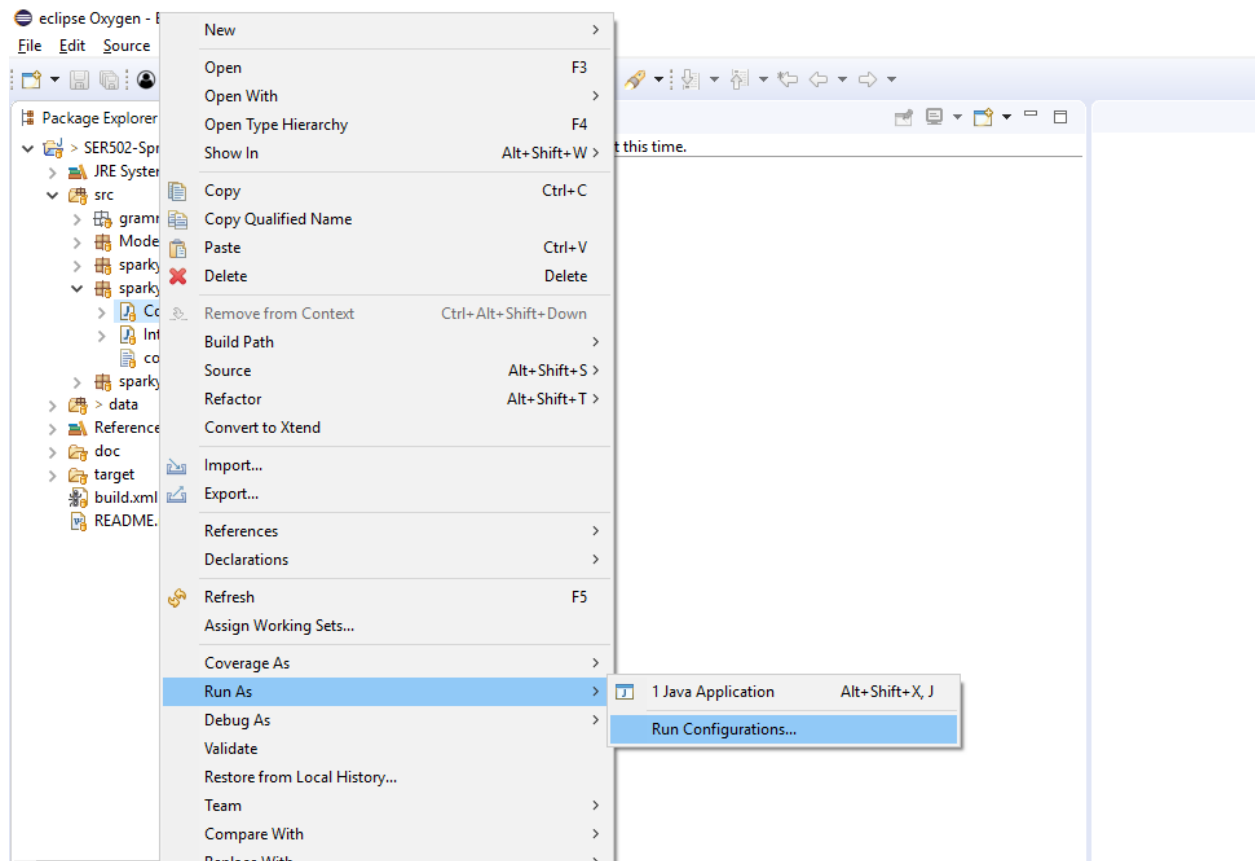 eclipse Oxygen -
File Edit Source
Package Explorer
> SER502-Spr
JRE System
src
gramm
Mode
sparky
sparky
Co
Int
co
sparky
> data
Reference
doc
target
build.xml
README.
t this time.
New
Open F3
Open With
Open Type Hierarchy F4
Show In Alt+Shift+W
Copy Ctrl+C
Copy Qualified Name
Paste Ctrl+V
Delete Delete
Remove from Context Ctrl+Alt+Shift+Down
Build Path
Source Alt+Shift+S
Refactor Alt+Shift+T
Convert to Xtend
Import...
Export...
References
Declarations
Refresh F5
Assign Working Sets...
Coverage As
Run As
Debug As
Validate
Restore from Local History...
Team
Compare With
Replace With
1 Java Application Alt+Shift+X, J
Run Configurations...